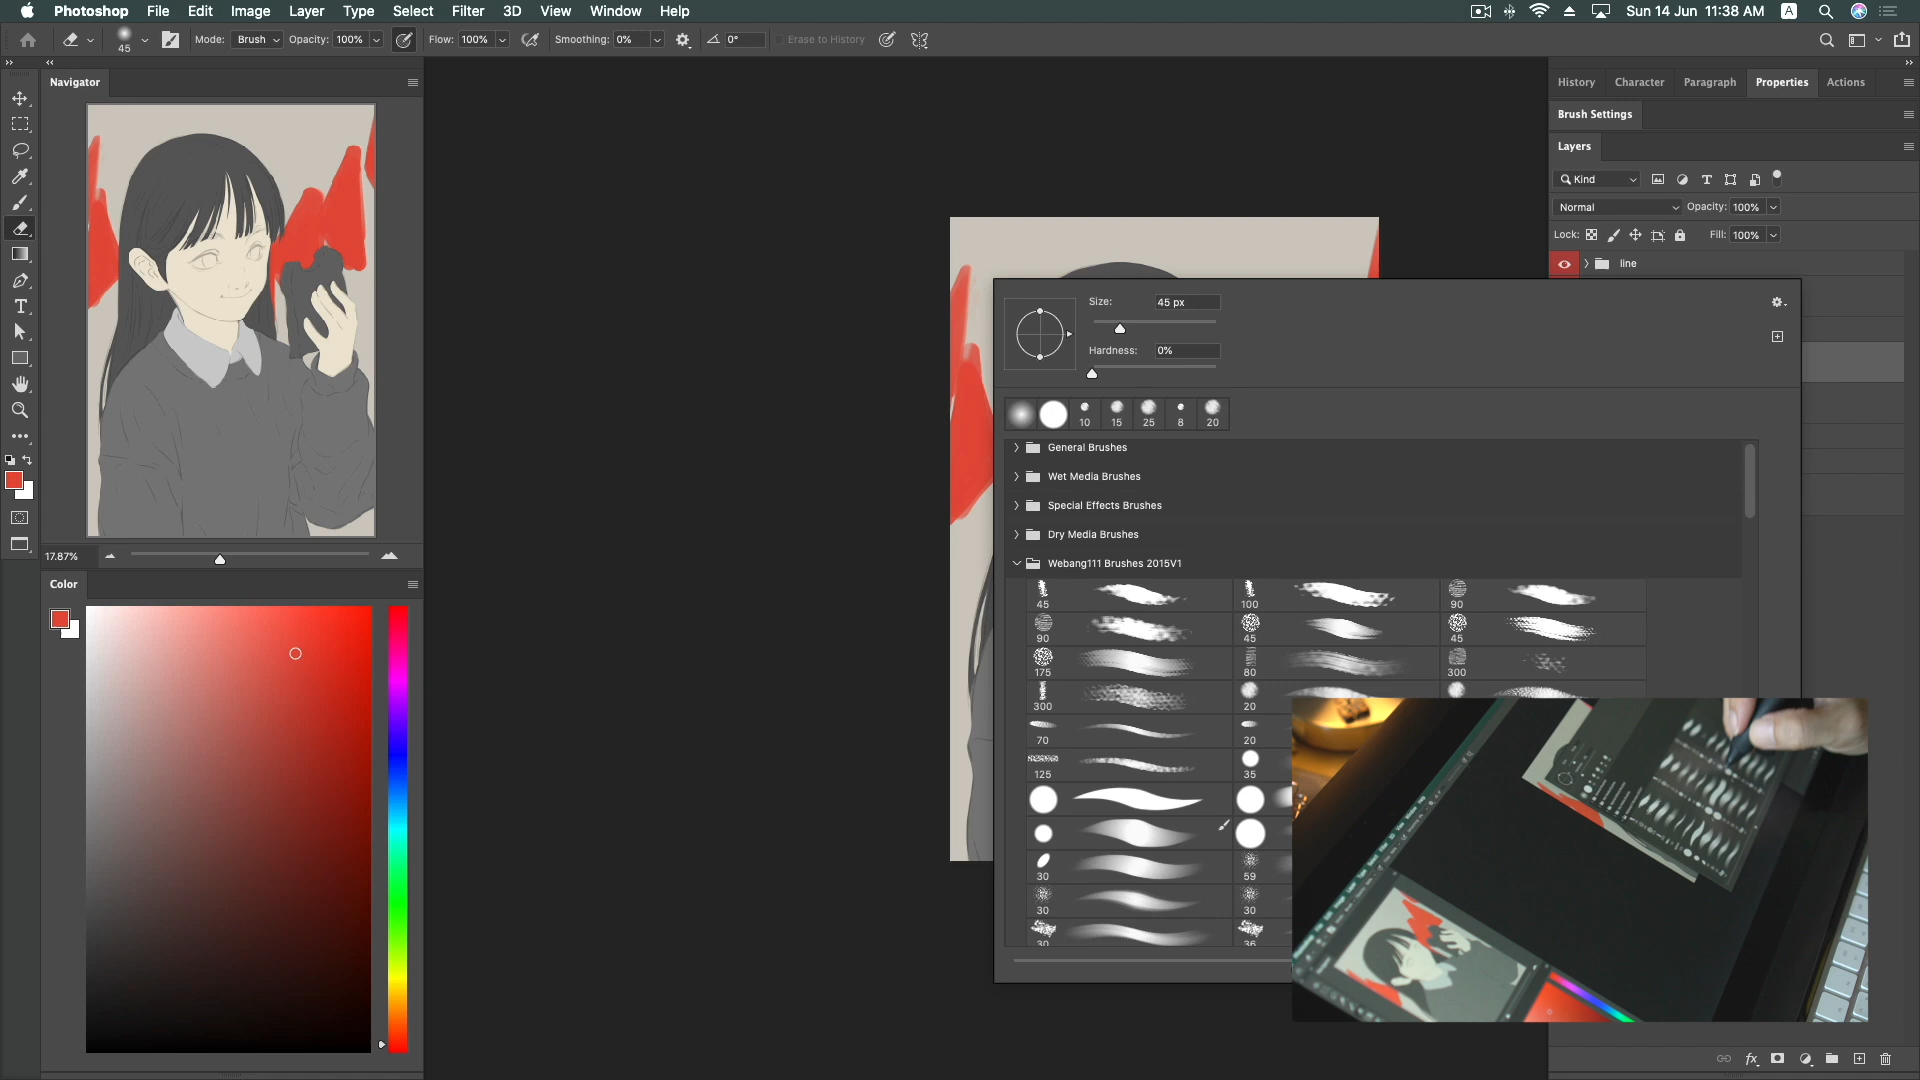 Photoshop File Edit Image Layer Type Select Filter 3D View Window Help
Sun 14 Jun 11:38 AM A
45 Mode: Brush Opacity: 100% Flow: 100% Smoothing: 0% 0° Erase to History
Navigator
17.87%
Color
History Character Paragraph Properties Actions
Brush Settings
Layers
Kind
Normal Opacity: 100%
Lock: Fill: 100%
line
Size: 45 px
Hardness: 0%
10 15 25 8 20
General Brushes
Wet Media Brushes
Special Effects Brushes
Dry Media Brushes
Webang111 Brushes 2015V1
45 100 90
90 45 45
175 80 300
300 20
70 20
125 35
30 59
30 30
30 36
fx